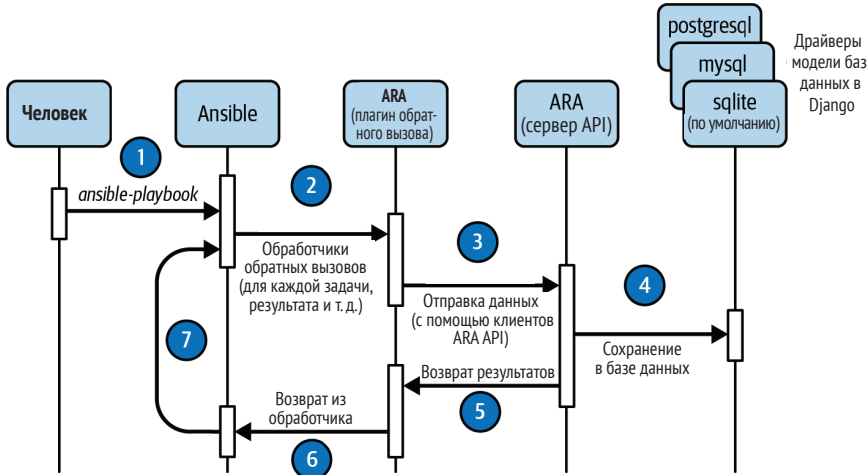 postgresql
mysql
sqlite
(по умолчанию)
Драйверы
модели баз
данных в
Django
Человек
Ansible
ARA
(плагин обрат-
ного вызова)
ARA
(сервер API)
1
ansible-playbook
2
Обработчики
обратных вызовов
(для каждой задачи,
результата и т. д.)
3
Отправка данных
(с помощью клиентов
ARA API)
4
Сохранение
в базе данных
Возврат результатов
5
Возврат из
обработчика
6
7